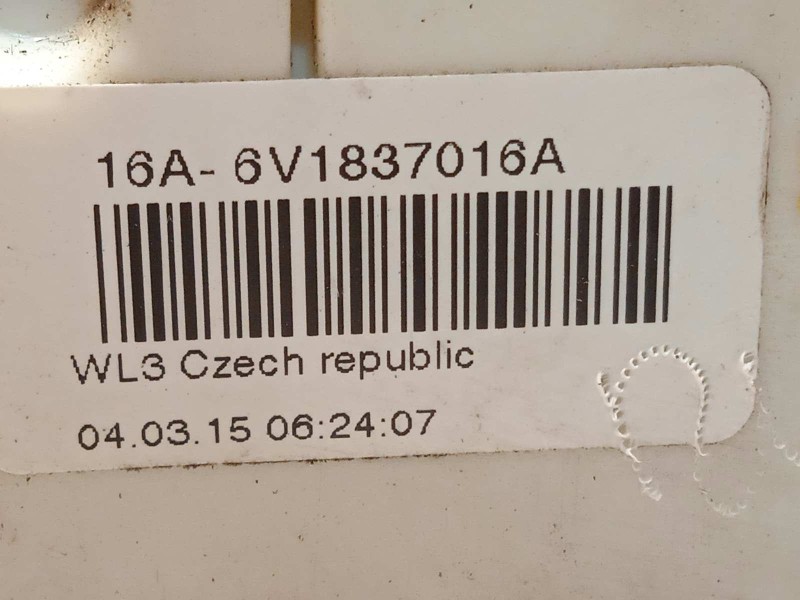 16A- 6V1837016A
WL3 Czech republic
04.03.15 06:24:07